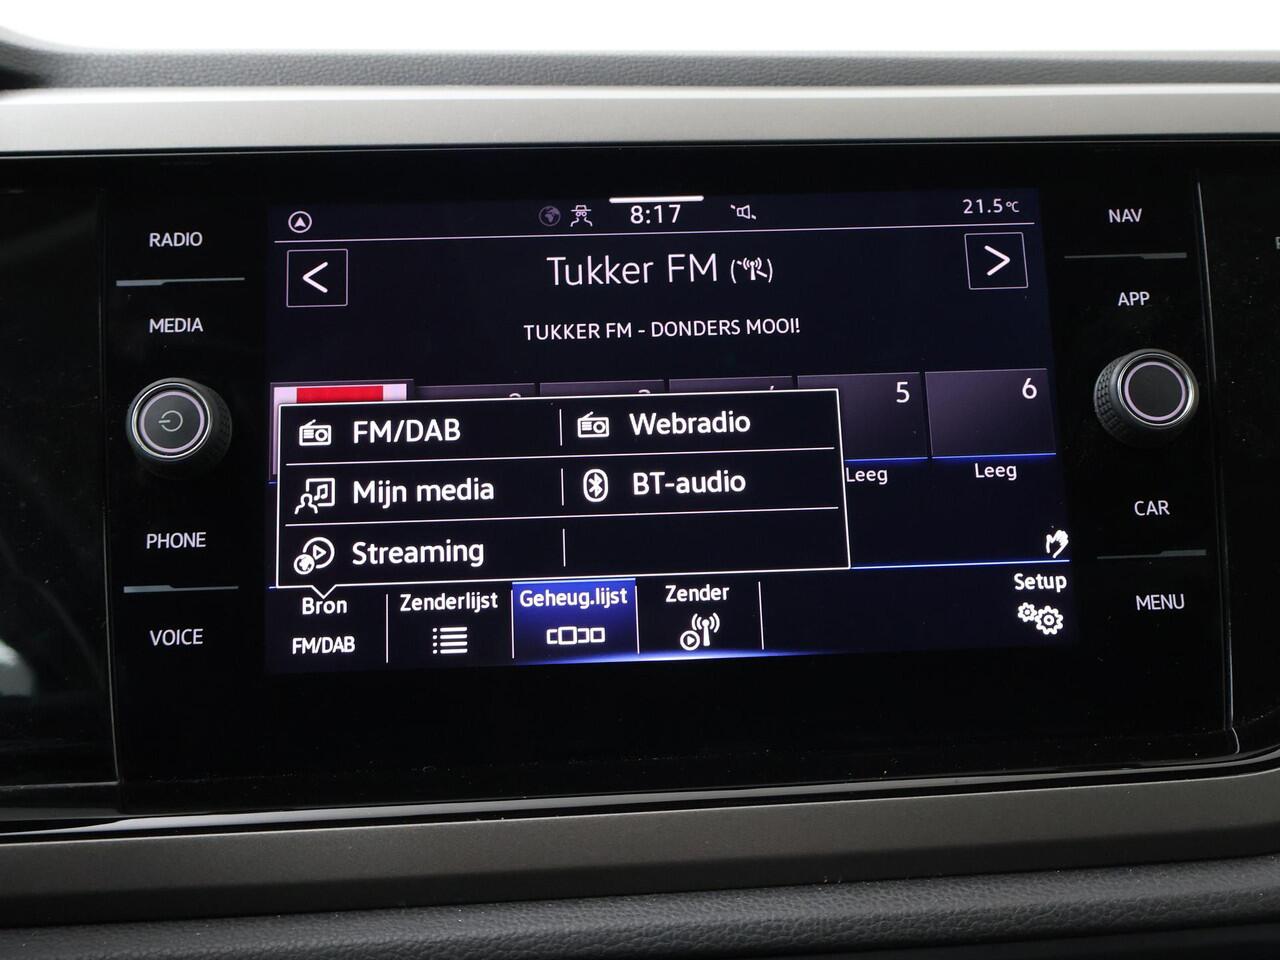 RADIO
MEDIA
PHONE
VOICE
8:17
21.5°C
Tukker FM
TUKKER FM - DONDERS MOOI!
5
6
Leeg
Leeg
FM/DAB
Webradio
Mijn media
BT-audio
Streaming
Bron
FM/DAB
Zenderlijst
Geheug.lijst
Zender
Setup
NAV
APP
CAR
MENU